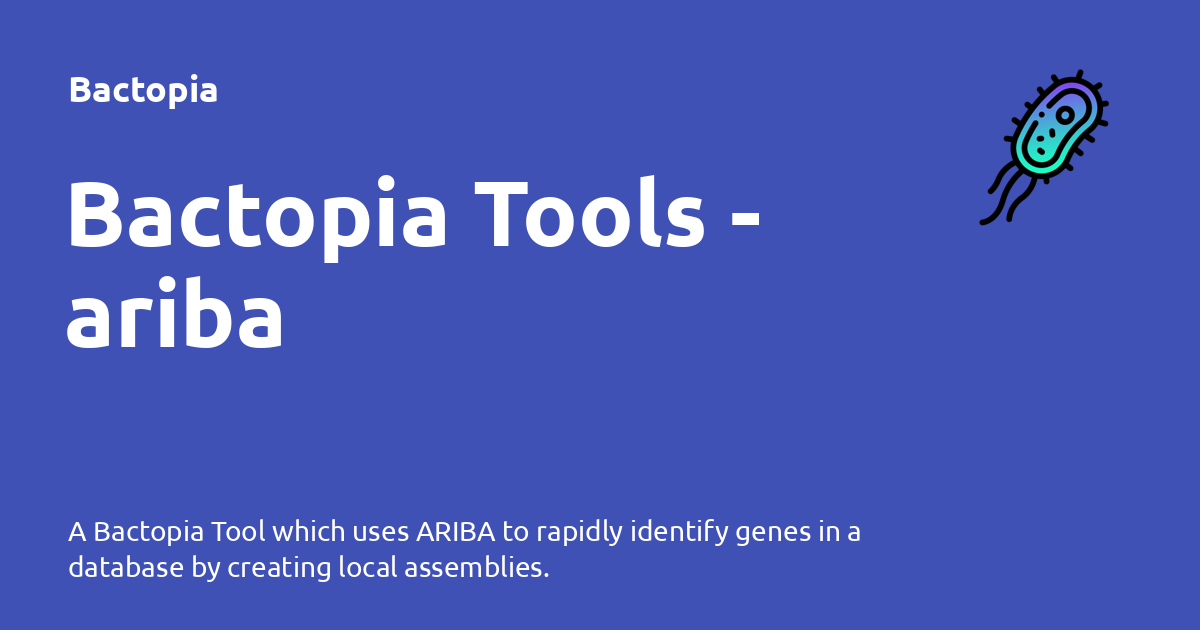 Bactopia
Bactopia Tools -
ariba
A Bactopia Tool which uses ARIBA to rapidly identify genes in a
database by creating local assemblies.